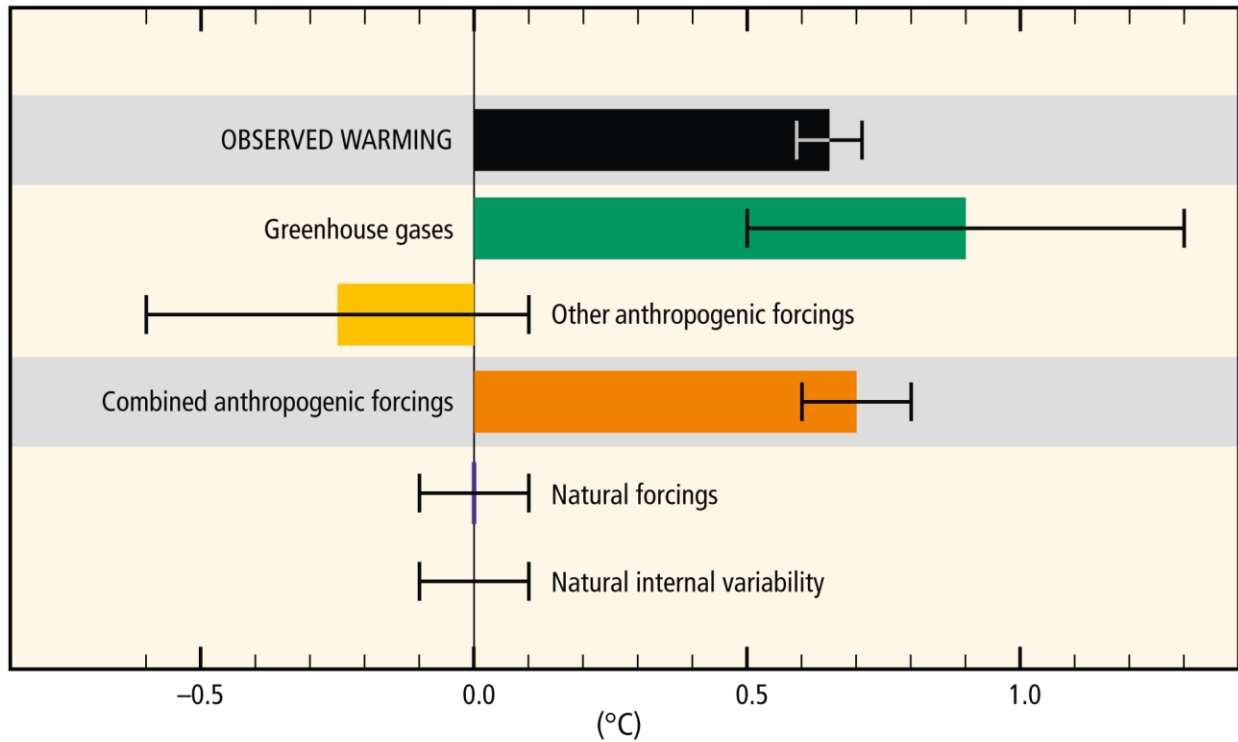 OBSERVED WARMING
Greenhouse gases
Other anthropogenic forcings
Combined anthropogenic forcings
Natural forcings
Natural internal variability
–0.5 0.0 0.5 1.0
(°C)